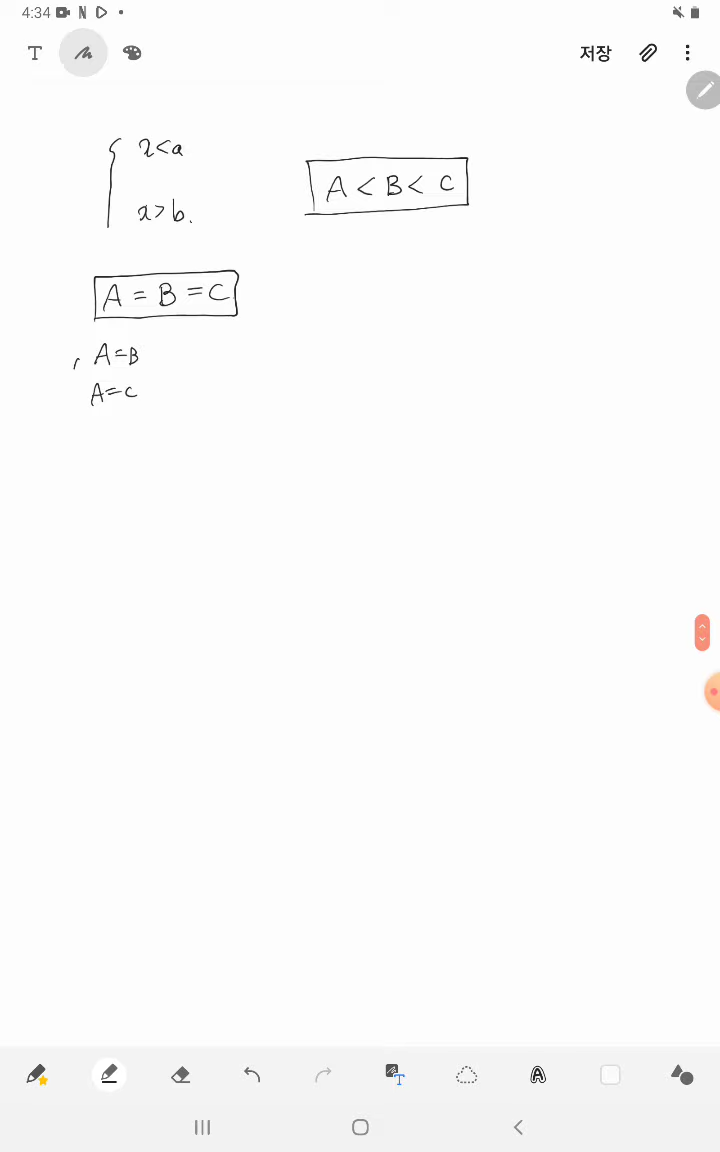 4:34
저장
x<a
A<B<C
x>b.
A=B=C
A=B
A=C